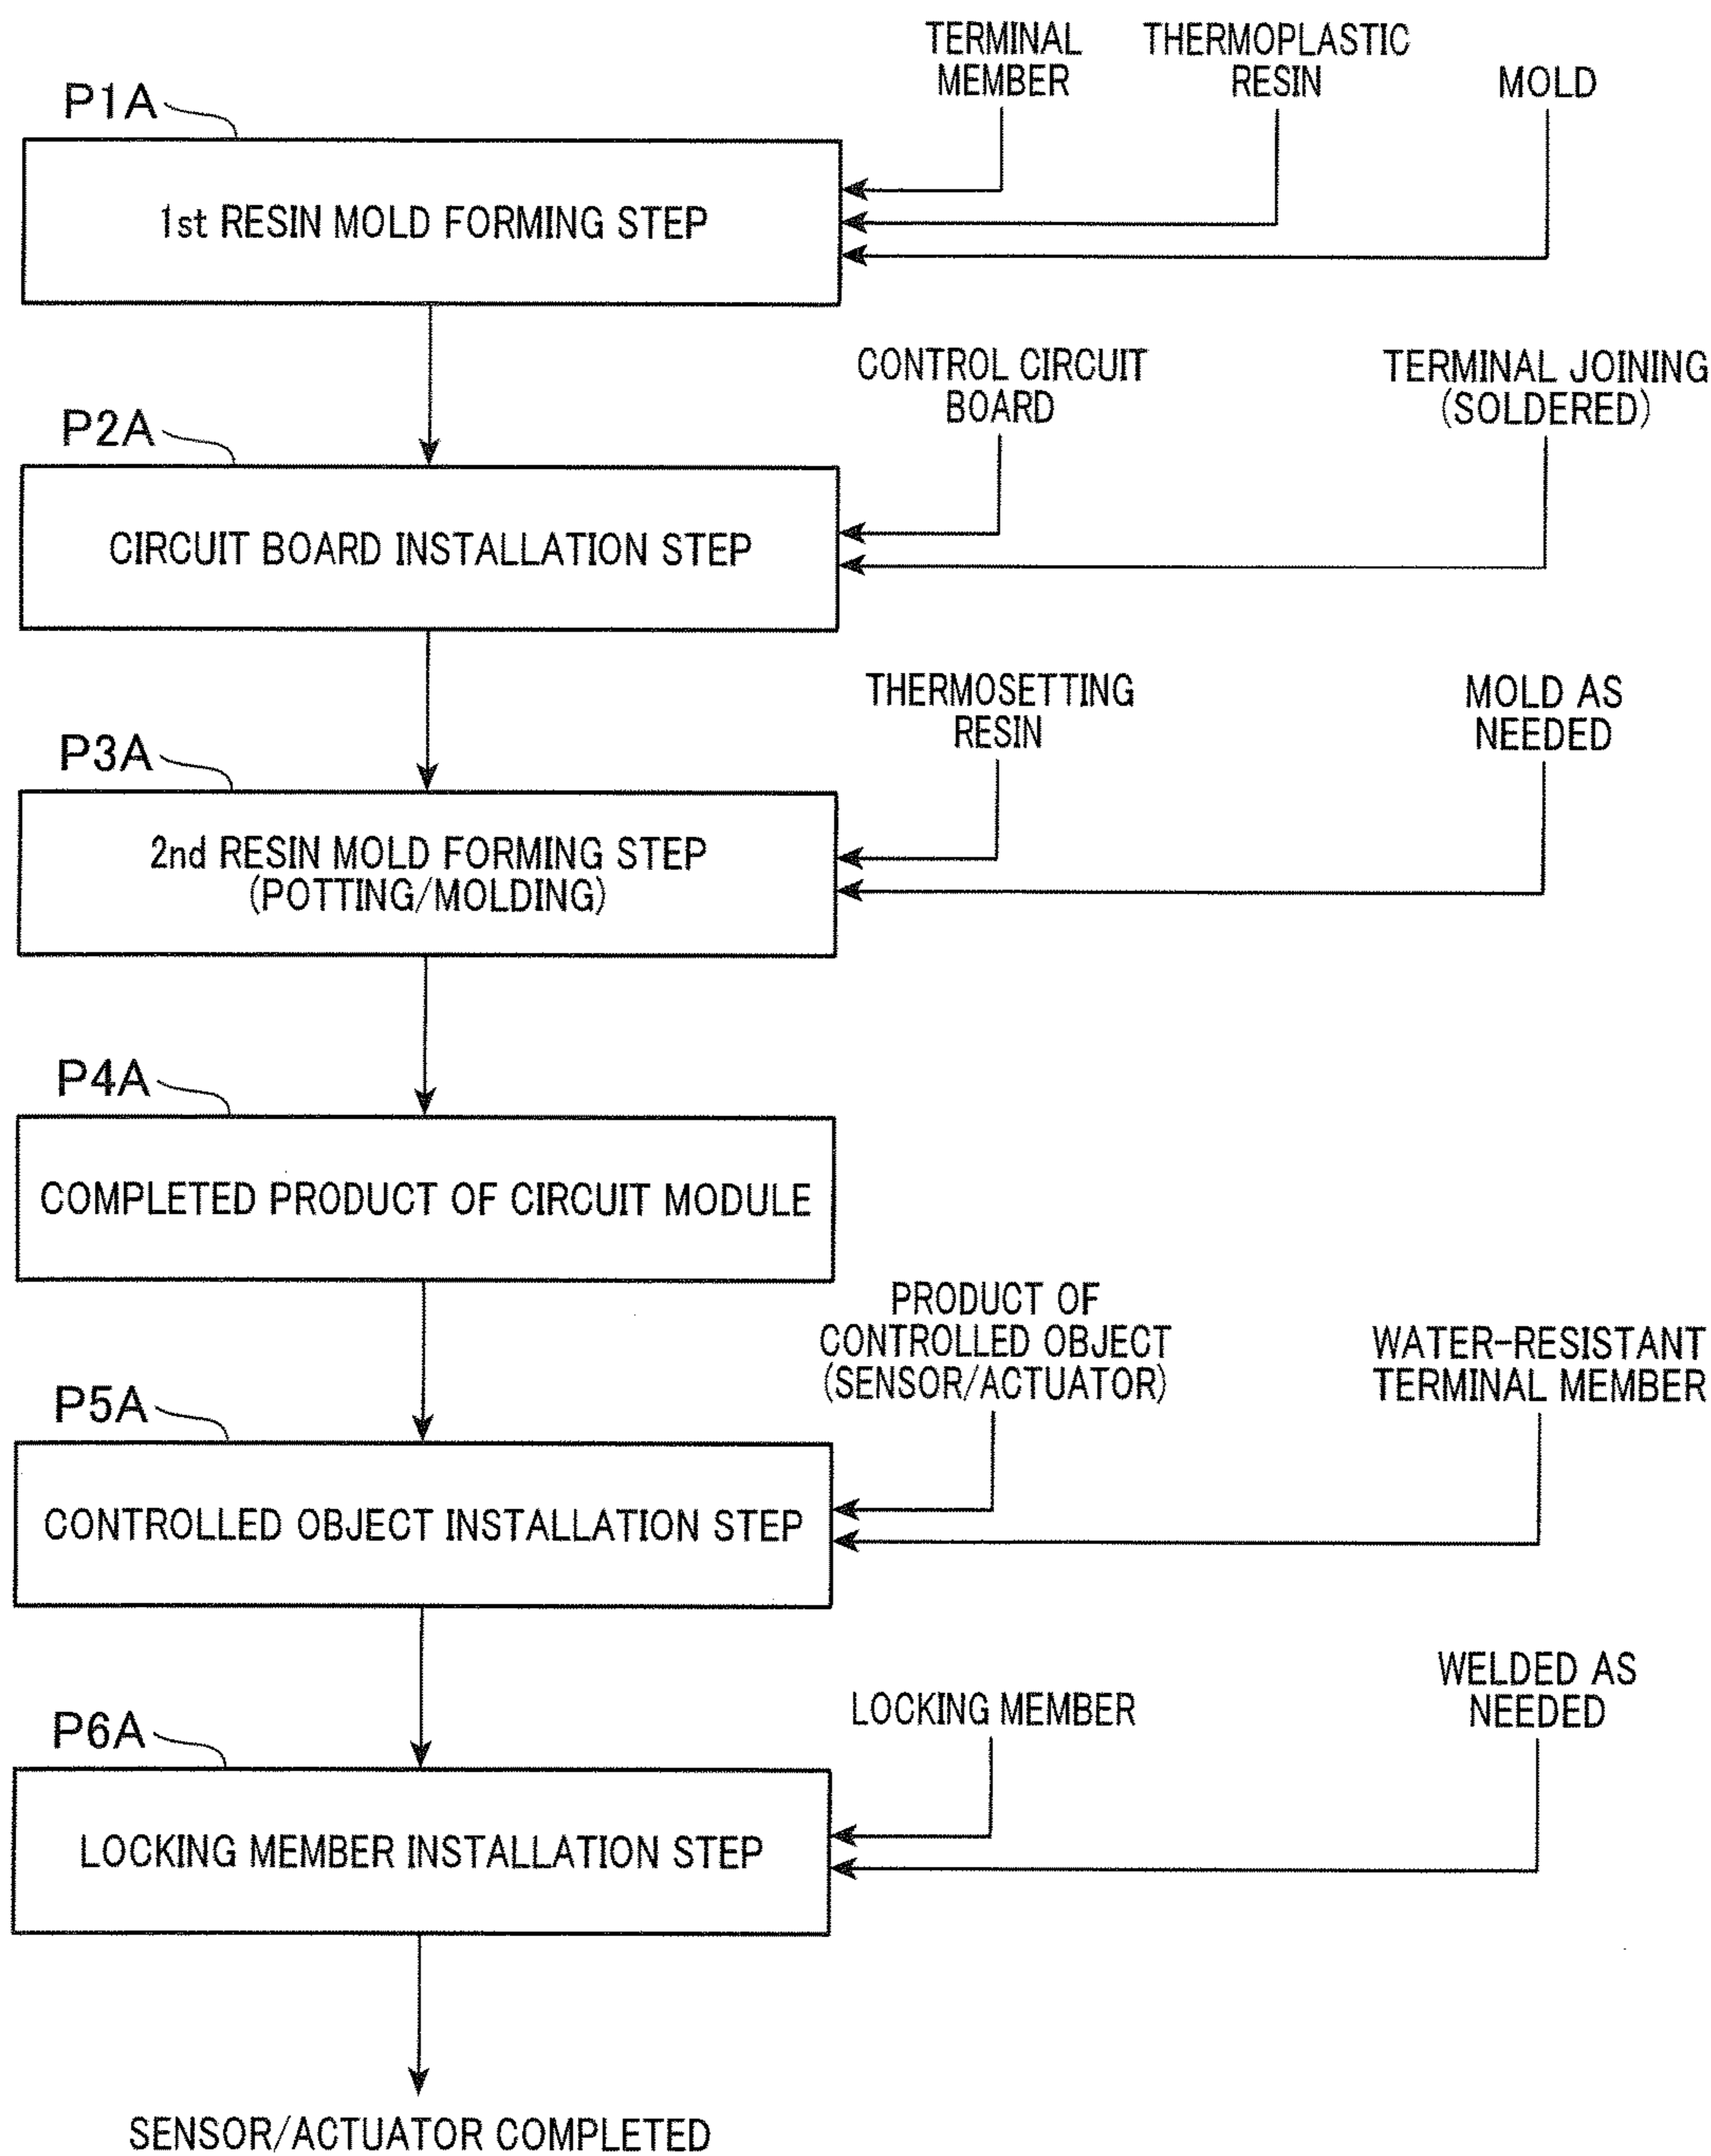 TERMINAL
MEMBER
THERMOPLASTIC
RESIN
MOLD
P1A
1st RESIN MOLD FORMING STEP
CONTROL CIRCUIT
BOARD
TERMINAL JOINING
(SOLDERED)
P2A
CIRCUIT BOARD INSTALLATION STEP
THERMOSETTING
RESIN
MOLD AS
NEEDED
P3A
2nd RESIN MOLD FORMING STEP
(POTTING/MOLDING)
P4A
COMPLETED PRODUCT OF CIRCUIT MODULE
PRODUCT OF
CONTROLLED OBJECT
(SENSOR/ACTUATOR)
WATER-RESISTANT
TERMINAL MEMBER
P5A
CONTROLLED OBJECT INSTALLATION STEP
LOCKING MEMBER
WELDED AS
NEEDED
P6A
LOCKING MEMBER INSTALLATION STEP
SENSOR/ACTUATOR COMPLETED